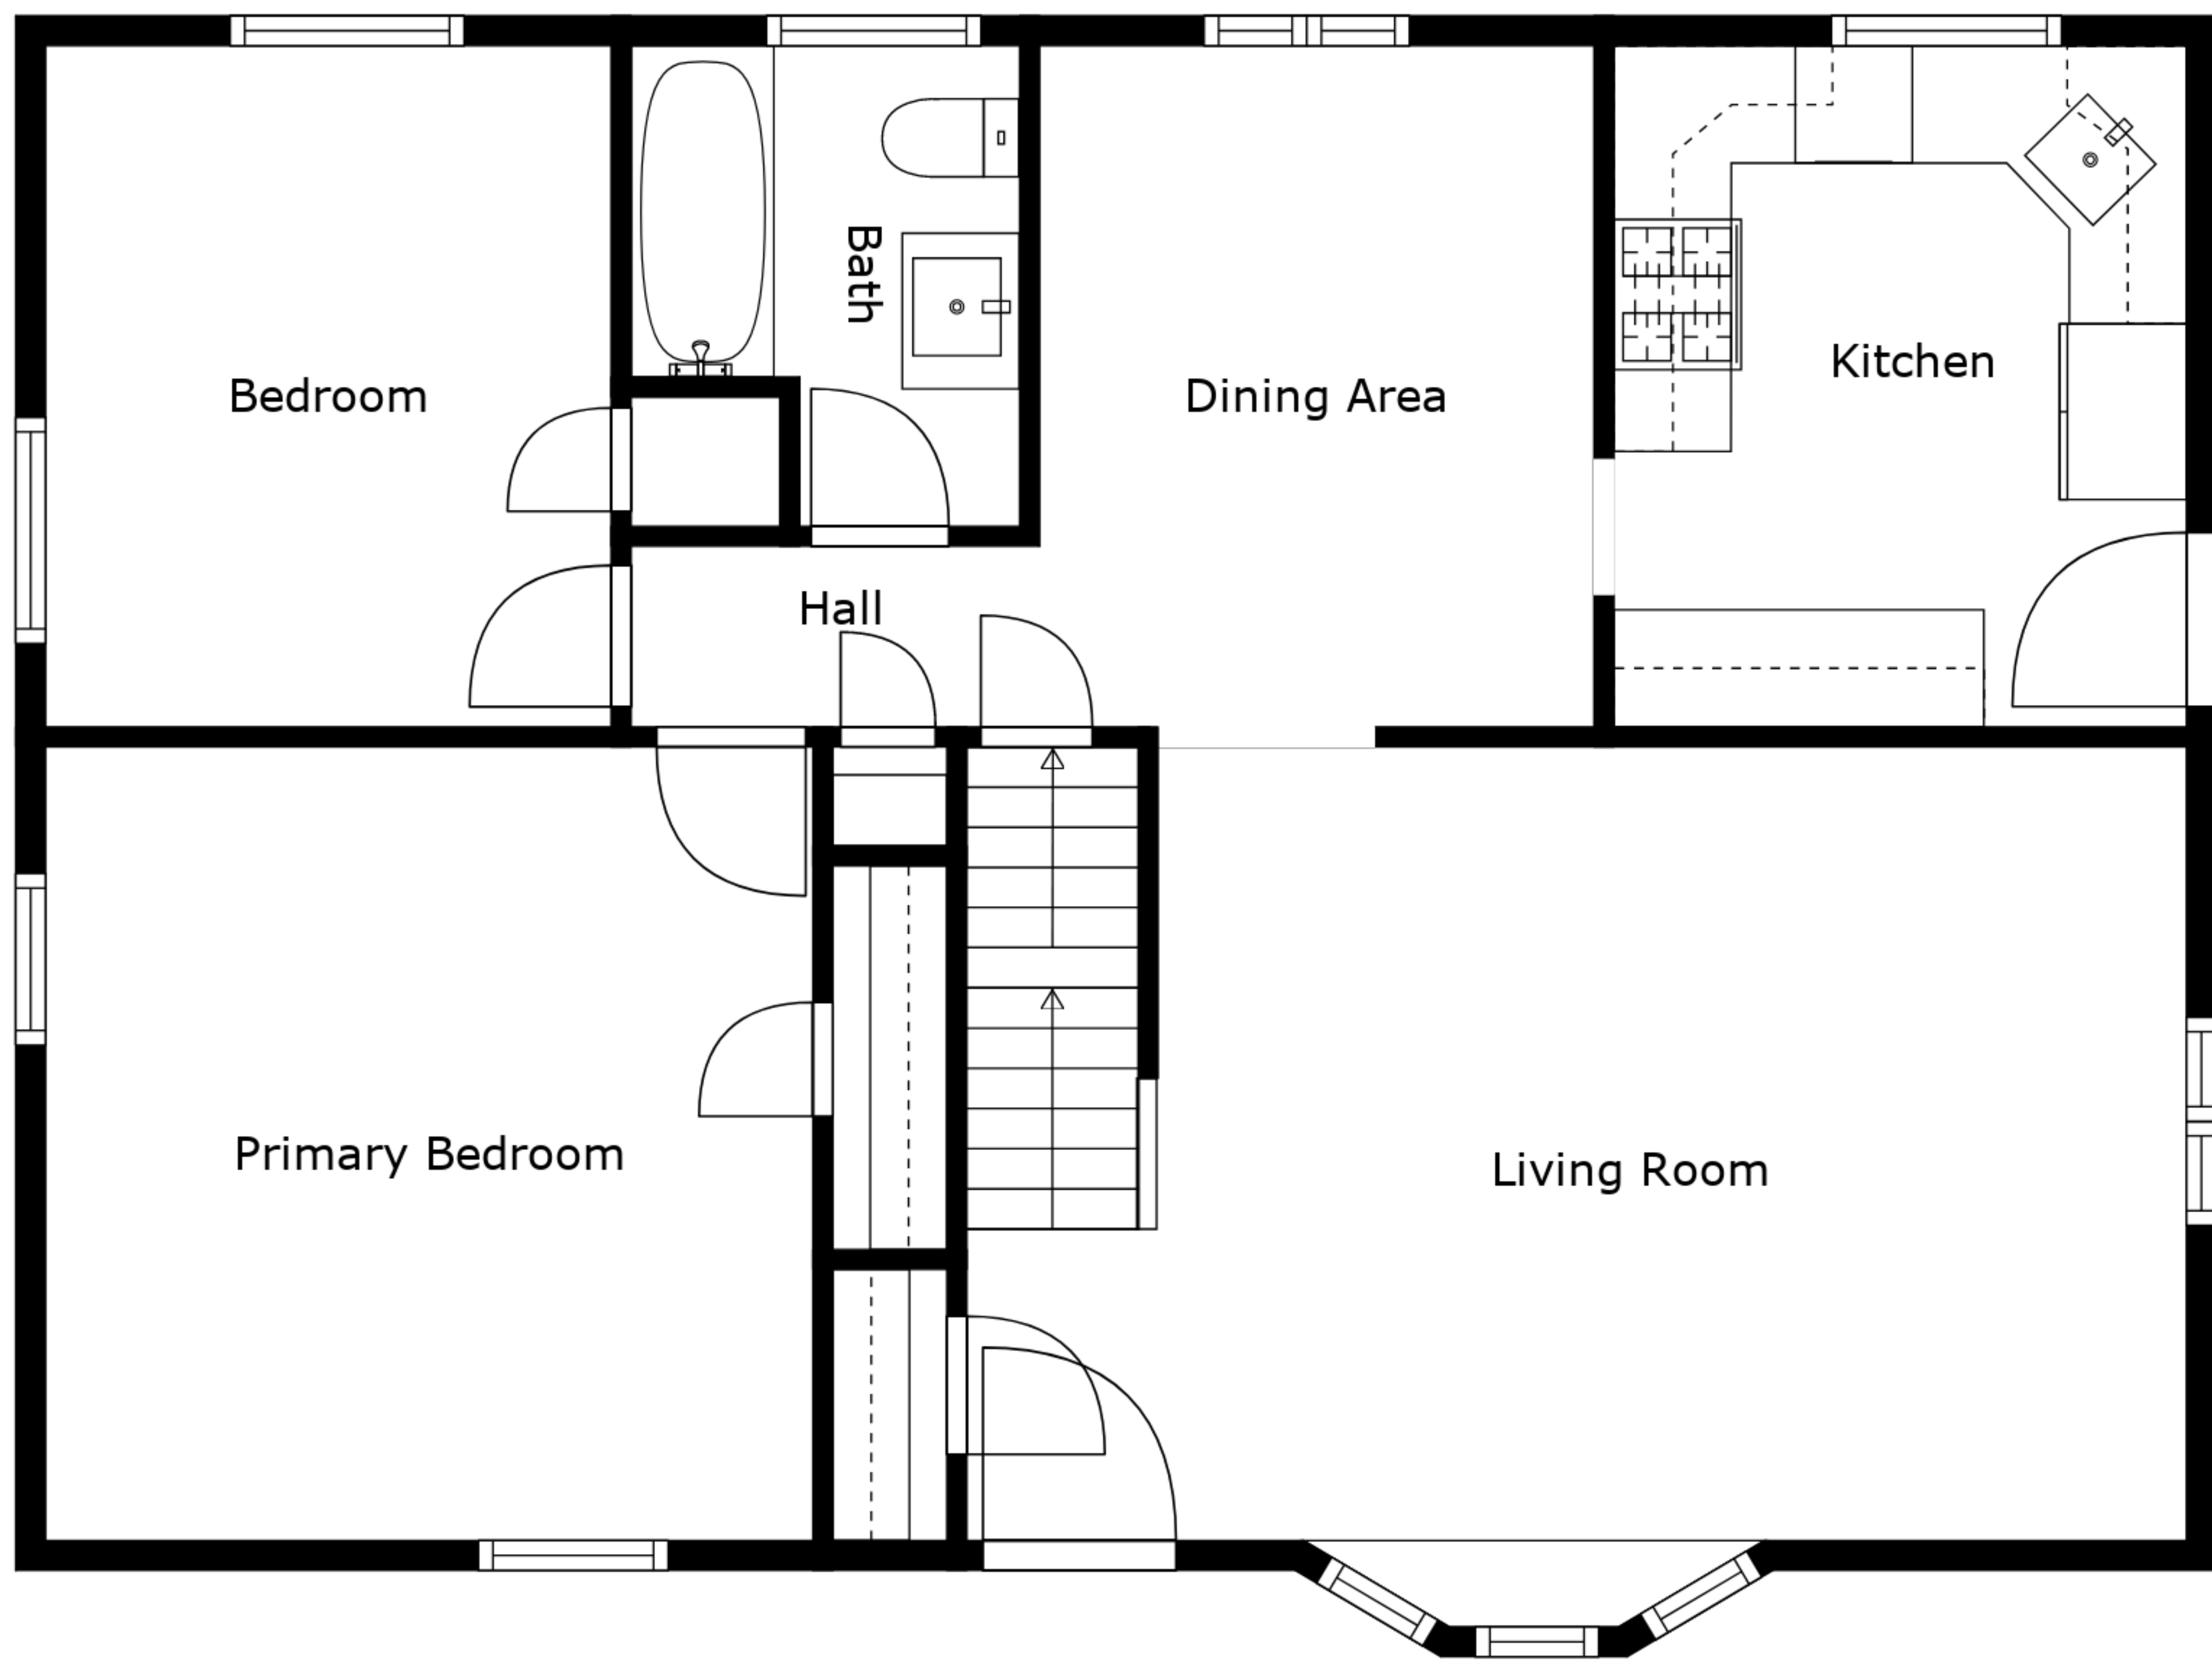 Bath
Kitchen
Bedroom
Dining Area
Hall
Primary Bedroom
Living Room